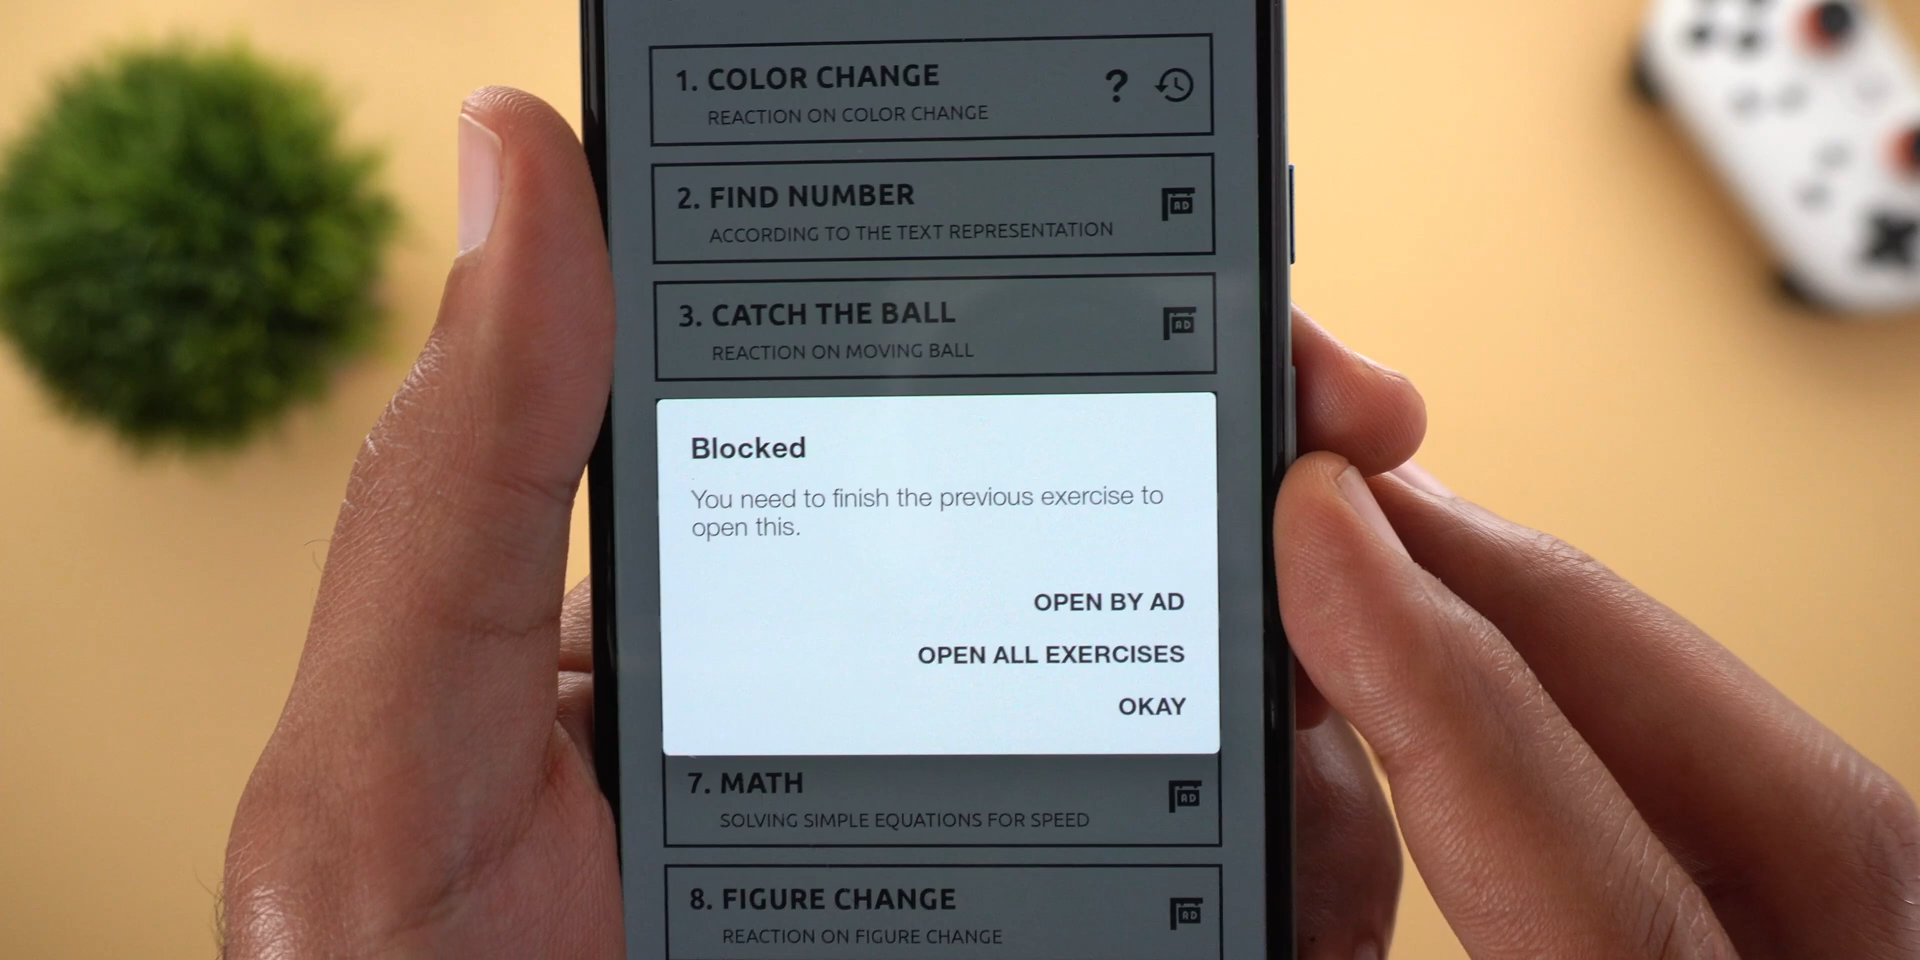 1. COLOR CHANGE
?
REACTION ON COLOR CHANGE
2. FIND NUMBER
AD
ACCORDING TO THE TEXT REPRESENTATION
3. CATCH THE BALL
AD
REACTION ON MOVING BALL
Blocked
You need to finish the previous exercise to
open this.
OPEN BY AD
OPEN ALL EXERCISES
OKAY
7. MATH
AD
SOLVING SIMPLE EQUATIONS FOR SPEED
8. FIGURE CHANGE
AD
REACTION ON FIGURE CHANGE